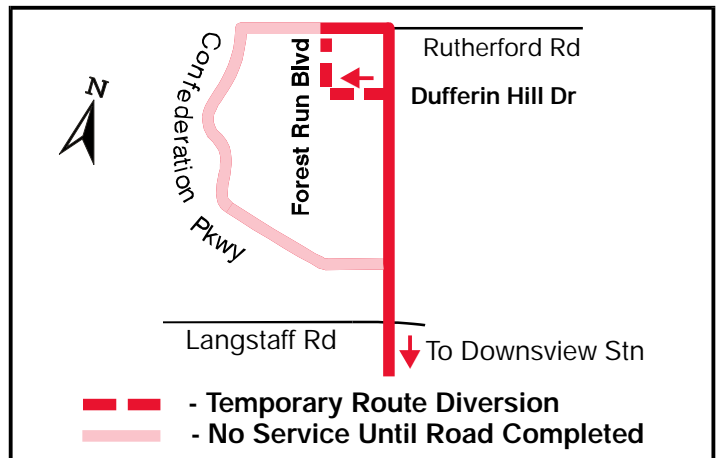 N
Rutherford Rd
Dufferin Hill Dr
Forest Run Blvd
Confederation Pkwy
Langstaff Rd
To Downsview Stn
- Temporary Route Diversion
- No Service Until Road Completed